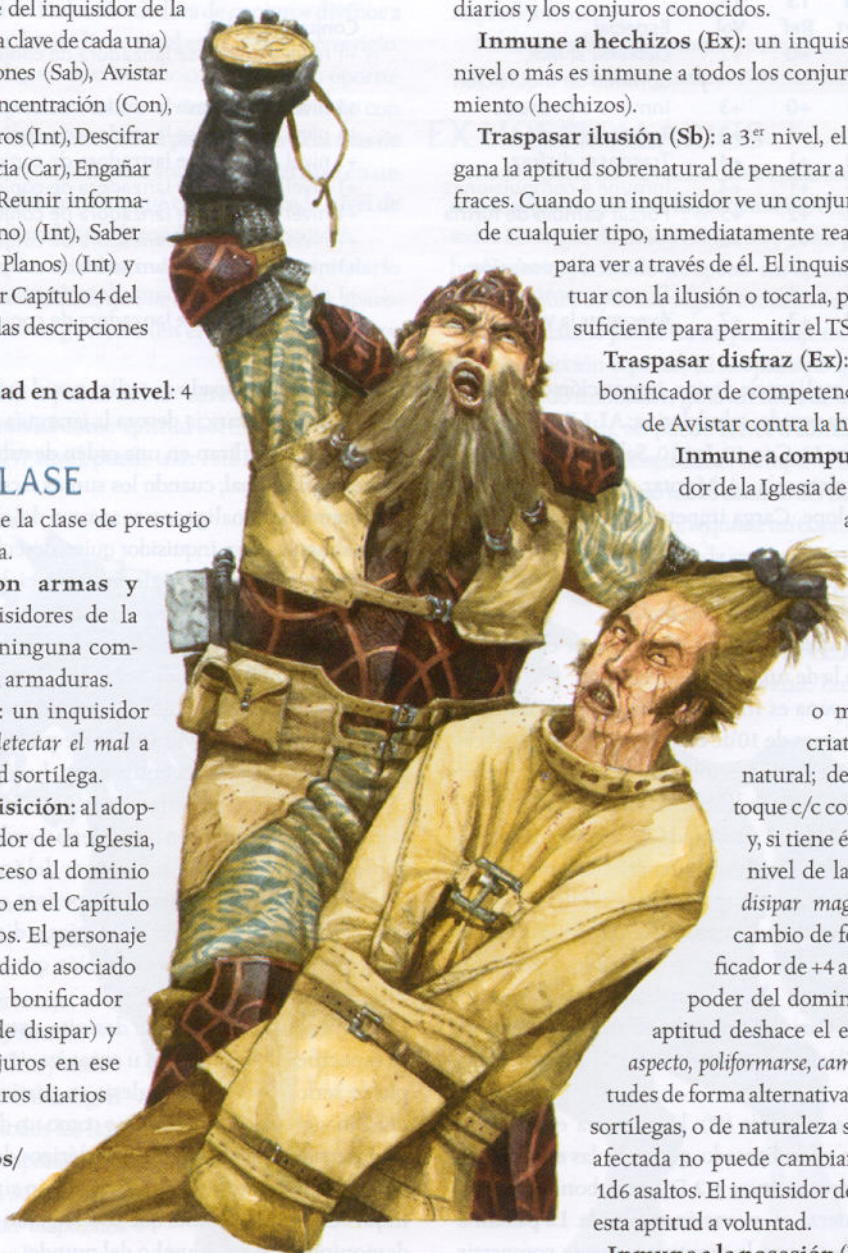 e del inquisidor de la
a clave de cada una)
ones (Sab), Avistar
ncentración (Con),
ros (Int), Descifrar
cia (Car), Engañar
Reunir informa-
no) (Int), Saber
Planos) (Int) y
r Capítulo 4 del
las descripciones
ad en cada nivel: 4
LASE
e la clase de prestigio
a.
on armas y
uisidores de la
ninguna com-
armaduras.
: un inquisidor
detectar el mal a
d sortílega.
isición: al adop-
dor de la Iglesia,
ceso al dominio
o en el Capítulo
os. El personaje
dido asociado
bonificador
de disipar) y
juros en ese
uros diarios
os/
diarios y los conjuros conocidos.
Inmune a hechizos (Ex): un inquis
nivel o más es inmune a todos los conjur
miento (hechizos).
Traspasar ilusión (Sb): a 3.er nivel, el
gana la aptitud sobrenatural de penetrar a
fraces. Cuando un inquisidor ve un conju
de cualquier tipo, inmediatamente rea
para ver a través de él. El inquis
tuar con la ilusión o tocarla, p
suficiente para permitir el TS
Traspasar disfraz (Ex):
bonificador de competenc
de Avistar contra la h
Inmune a compu
dor de la Iglesia de
a
o m
criat
natural; de
toque c/c cor
y, si tiene é
nivel de la
disipar mag
cambio de fo
ficador de +4 a
poder del domin
aptitud deshace el e
aspecto, poliformarse, cam
tudes de forma alternativa
sortílegas, o de naturaleza s
afectada no puede cambiar
1d6 asaltos. El inquisidor de
esta aptitud a voluntad.
Inmune a la posesión (